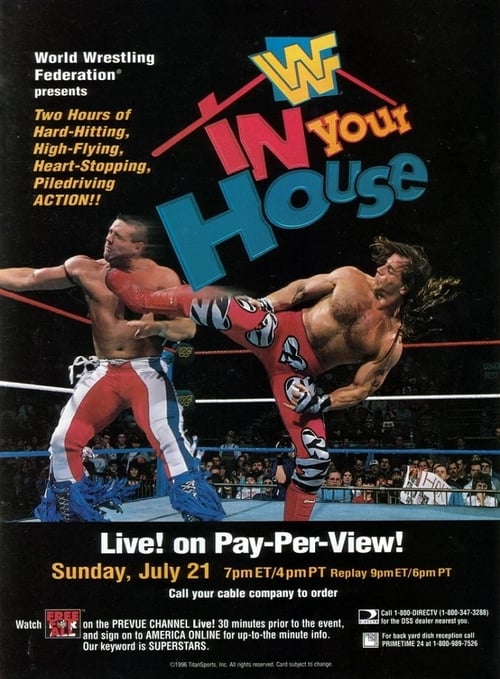 World Wrestling
Federation®
presents
Two Hours of
Hard-Hitting,
High-Flying,
Heart-Stopping,
Piledriving
ACTION!!
WF
IN Your
House
Live! on Pay-Per-View!
Sunday, July 21 7pm ET/4pm PT Replay 9pm ET/6pm PT
Call your cable company to order
Watch FREE FOR ALL on the PREVUE CHANNEL Live! 30 minutes prior to the event,
and sign on to AMERICA ONLINE for up-to-the minute info.
Our keyword is SUPERSTARS.
Call 1-800-DIRECTV (1-800-347-3288)
for the DSS dealer nearest you.
For back yard dish reception call
PRIMETIME 24 at 1-800-989-7526
©1996 TitanSports, Inc. All rights reserved. Card subject to change.